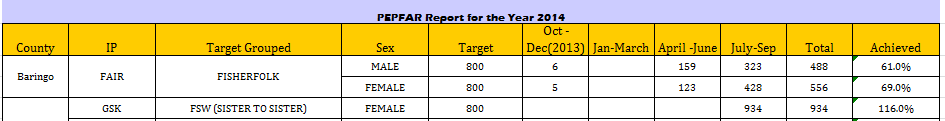 PEPFAR Report for the Year 2014
County IP Target Grouped Sex Target Oct - Dec(2013) Jan-March April -June July-Sep Total Achieved
Baringo FAIR FISHERFOLK MALE 800 6 159 323 488 61.0%
FEMALE 800 5 123 428 556 69.0%
GSK FSW (SISTER TO SISTER) FEMALE 800 934 934 116.0%